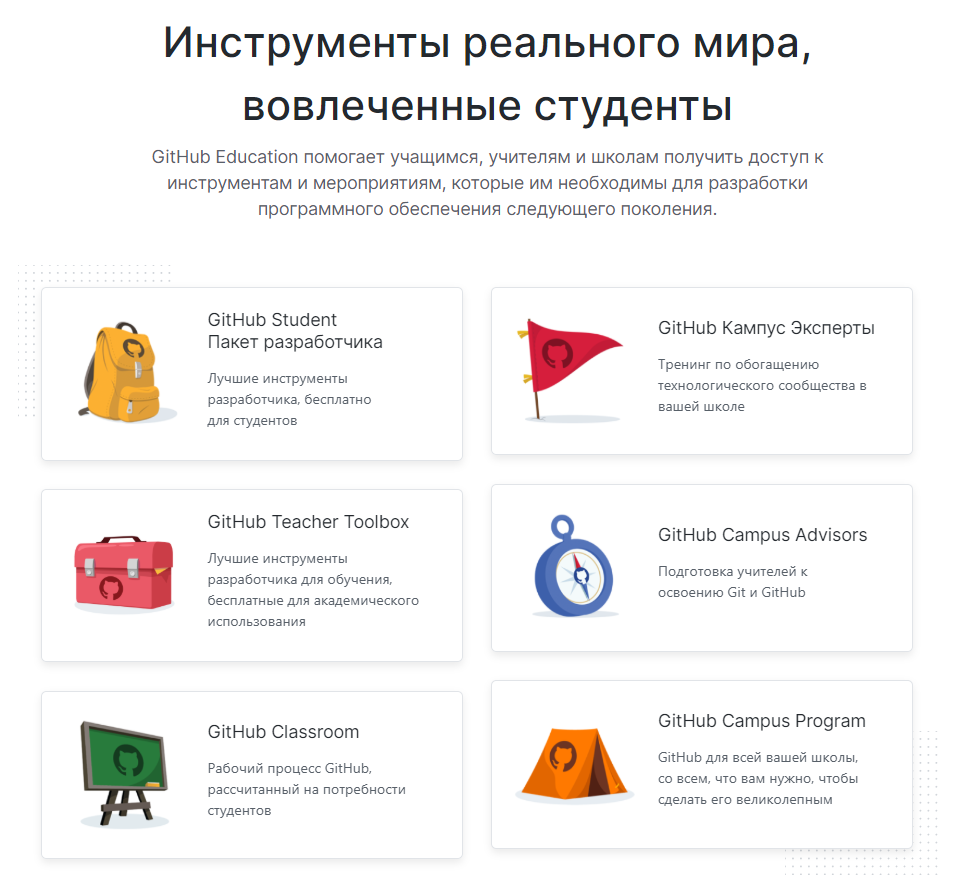 Инструменты реального мира,
вовлеченные студенты
GitHub Education помогает учащимся, учителям и школам получить доступ к
инструментам и мероприятиям, которые им необходимы для разработки
программного обеспечения следующего поколения.
GitHub Student
Пакет разработчика
Лучшие инструменты
разработчика, бесплатно
для студентов
GitHub Кампус Эксперты
Тренинг по обогащению
технологического сообщества в
вашей школе
GitHub Teacher Toolbox
Лучшие инструменты
разработчика для обучения,
бесплатные для академического
использования
GitHub Campus Advisors
Подготовка учителей к
освоению Git и GitHub
GitHub Classroom
Рабочий процесс GitHub,
рассчитанный на потребности
студентов
GitHub Campus Program
GitHub для всей вашей школы,
со всем, что вам нужно, чтобы
сделать его великолепным